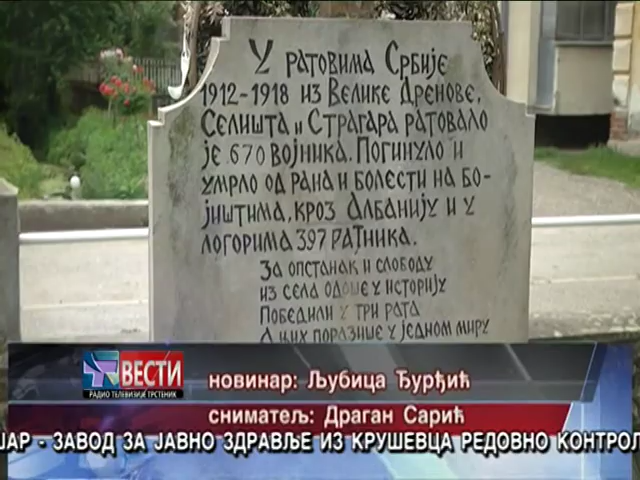 У РАТОВИМА СРБИЈЕ
1912-1918 ИЗ ВЕЛИКЕ ДРЕНОВЕ,
СЕЛИШТА И СТРАГАРА РАТОВАЛО
ЈЕ 670 ВОЈНИКА. ПОГИНУЛО И
УМРЛО ОД РАНА И БОЛЕСТИ НА БО-
ЈИШТИМА, КРОЗ АЛБАНИЈУ И У
ЛОГОРИМА 397 РАТНИКА.
ЗА ОПСТАНАК И СЛОБОДУ
ИЗ СЕЛА ОДОШЕ У ИСТОРИЈУ
ПОБЕДИЛИ У ТРИ РАТА
А ЊИХ ПОРАЗИШЕ У ЈЕДНОМ МИРУ
ВЕСТИ
РАДИО ТЕЛЕВИЗИЈЕ ТРСТЕНИК
новинар: Љубица Ђурђић
сниматељ: Драган Сарић
ШАР - ЗАВОД ЗА ЈАВНО ЗДРАВЉЕ ИЗ КРУШЕВЦА РЕДОВНО КОНТРОЛ